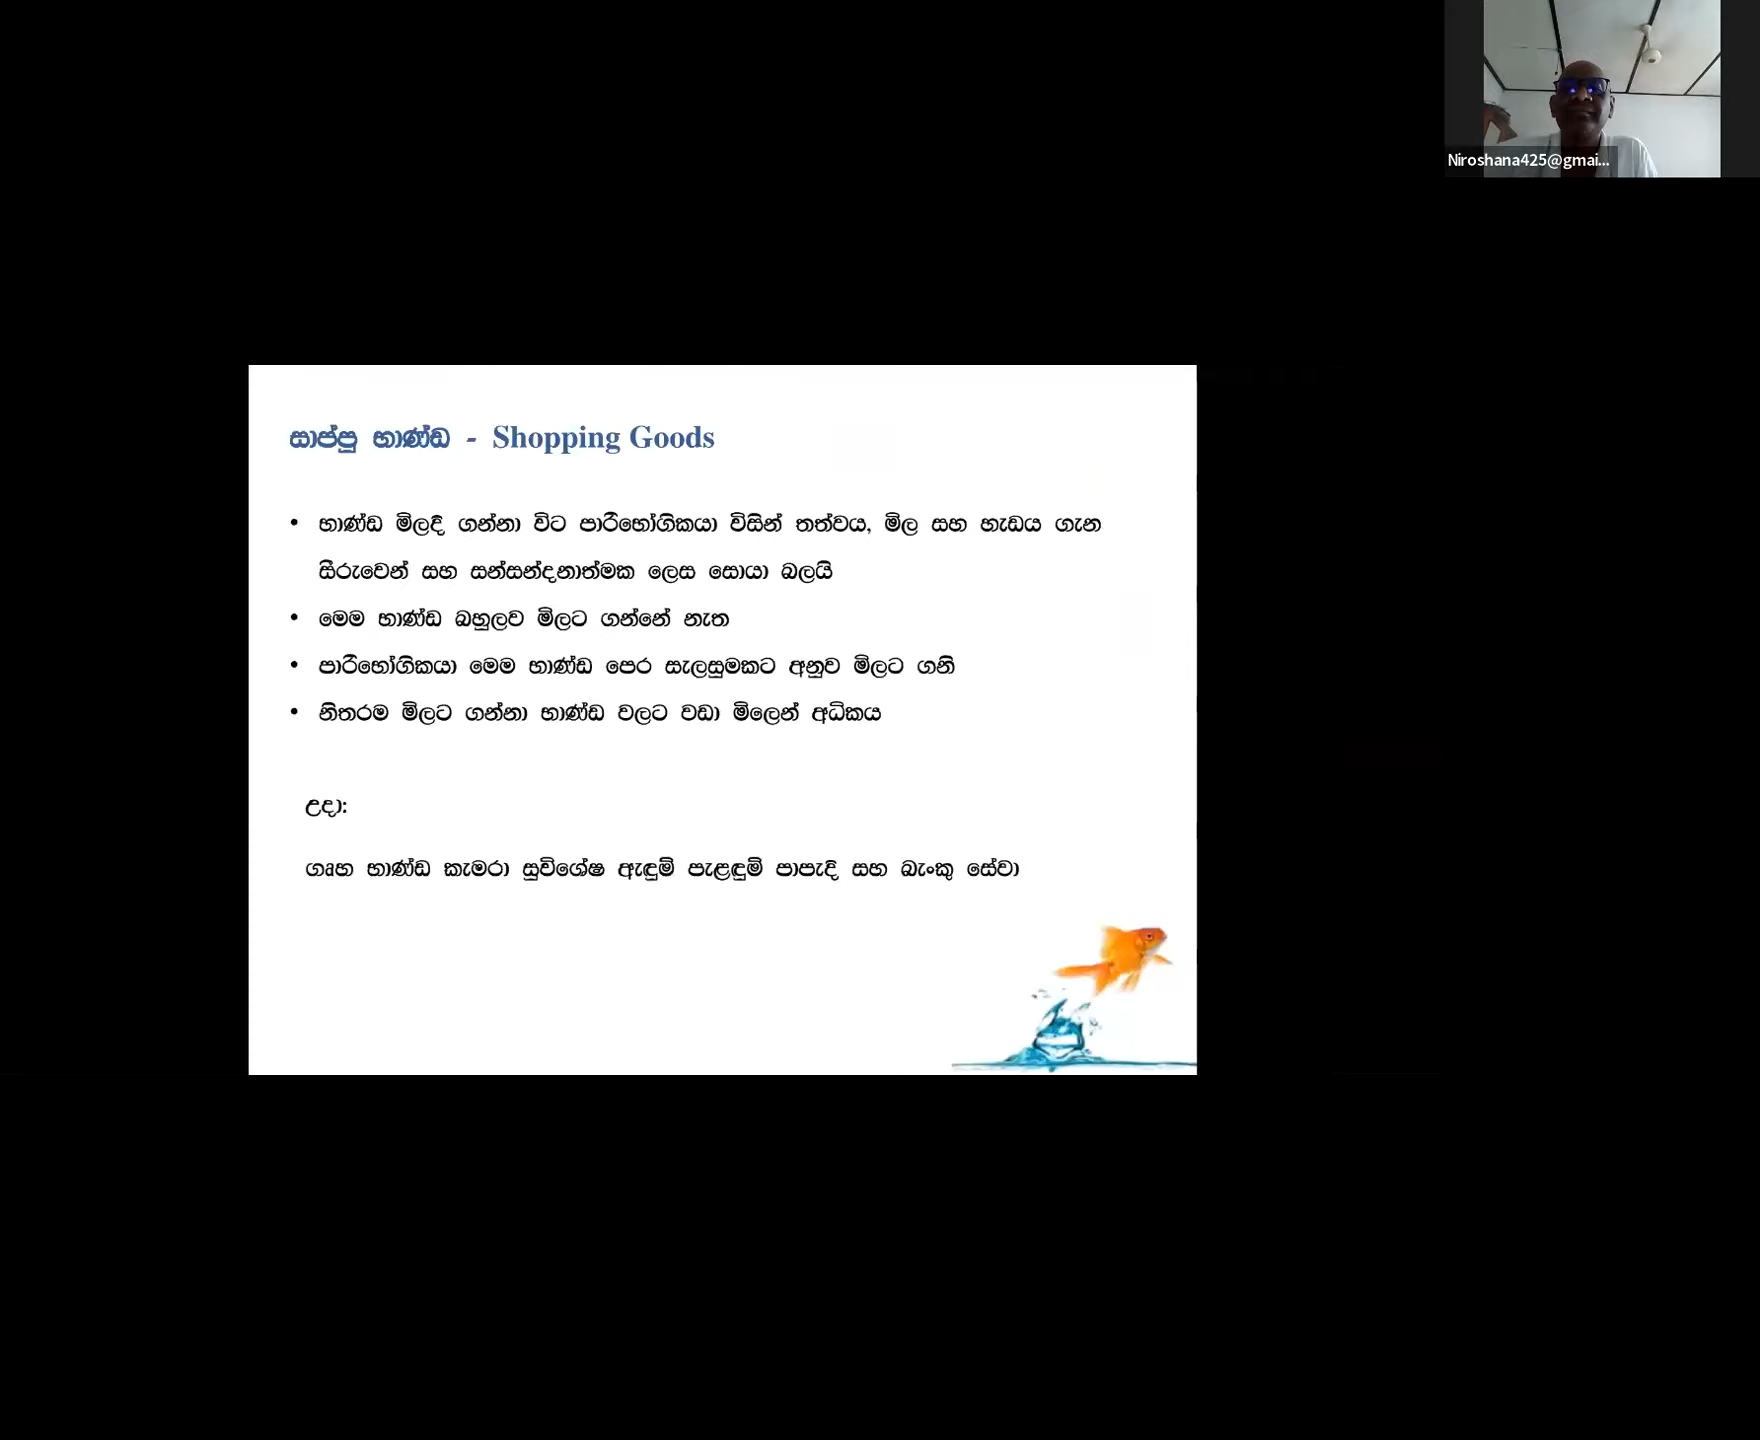 Niroshana425@gmai...
සාප්පු භාණ්ඩ - Shopping Goods
• භාණ්ඩ මිලදී ගන්නා විට පාරිභෝගිකයා විසින් තත්වය, මිල සහ හැඩය ගැන
සීරුවෙන් සහ සන්සන්දනාත්මක ලෙස සොයා බලයි
• මෙම භාණ්ඩ බහුලව මිලට ගන්නේ නැත
• පාරිභෝගිකයා මෙම භාණ්ඩ පෙර සැලසුමකට අනුව මිලට ගනි
• නිතරම මිලට ගන්නා භාණ්ඩ වලට වඩා මිලෙන් අධිකය
උදා:
ගෘහ භාණ්ඩ කැමරා සුවිශේෂ ඇඳුම් පැළඳුම් පාපැදි සහ බැංකු සේවා